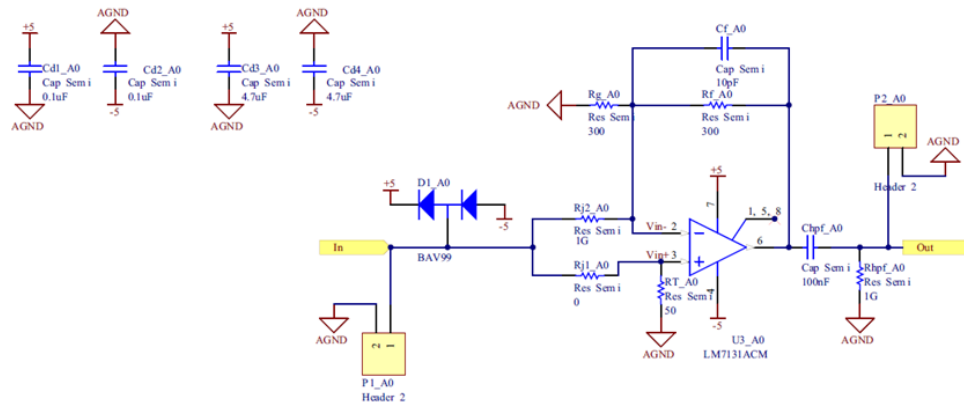 +5
Cd1_A0
Cap Semi
0.1uF
AGND
AGND
Cd2_A0
Cap Semi
0.1uF
-5
+5
Cd3_A0
Cap Semi
4.7uF
AGND
AGND
Cd4_A0
Cap Semi
4.7uF
-5
Cf_A0
Cap Semi
10pF
AGND
Rg_A0
Res Semi
300
Rf_A0
Res Semi
300
P2_A0
1
2
Header 2
AGND
+5
D1_A0
-5
BAV99
In
Rj2_A0
Res Semi
1G
Rj1_A0
Res Semi
0
Vin- 2
Vin+ 3
+5
7
1, 5, 8
6
4
-5
RT_A0
Res Semi
50
AGND
U3_A0
LM7131ACM
Chpf_A0
Cap Semi
100nF
Rhpf_A0
Res Semi
1G
AGND
Out
AGND
2
1
P1_A0
Header 2